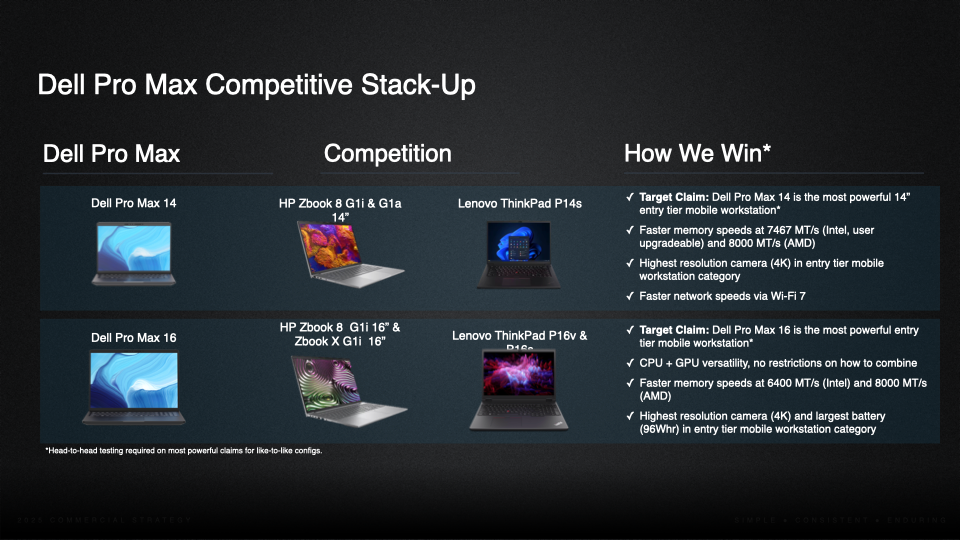 Dell Pro Max Competitive Stack-Up
Dell Pro Max
Competition
How We Win*
Dell Pro Max 14
HP Zbook 8 G1i & G1a
14”
Lenovo ThinkPad P14s
✓ Target Claim: Dell Pro Max 14 is the most powerful 14”
entry tier mobile workstation*
✓ Faster memory speeds at 7467 MT/s (Intel, user
upgradeable) and 8000 MT/s (AMD)
✓ Highest resolution camera (4K) in entry tier mobile
workstation category
✓ Faster network speeds via Wi-Fi 7
Dell Pro Max 16
HP Zbook 8 G1i 16” &
Zbook X G1i 16”
Lenovo ThinkPad P16v &
P16s
✓ Target Claim: Dell Pro Max 16 is the most powerful entry
tier mobile workstation*
✓ CPU + GPU versatility, no restrictions on how to combine
✓ Faster memory speeds at 6400 MT/s (Intel) and 8000 MT/s
(AMD)
✓ Highest resolution camera (4K) and largest battery
(96Whr) in entry tier mobile workstation category
*Head-to-head testing required on most powerful claims for like-to-like configs.
COMMERCIAL STRATEGY
SIMPLE • CONSISTENT • ENDURING